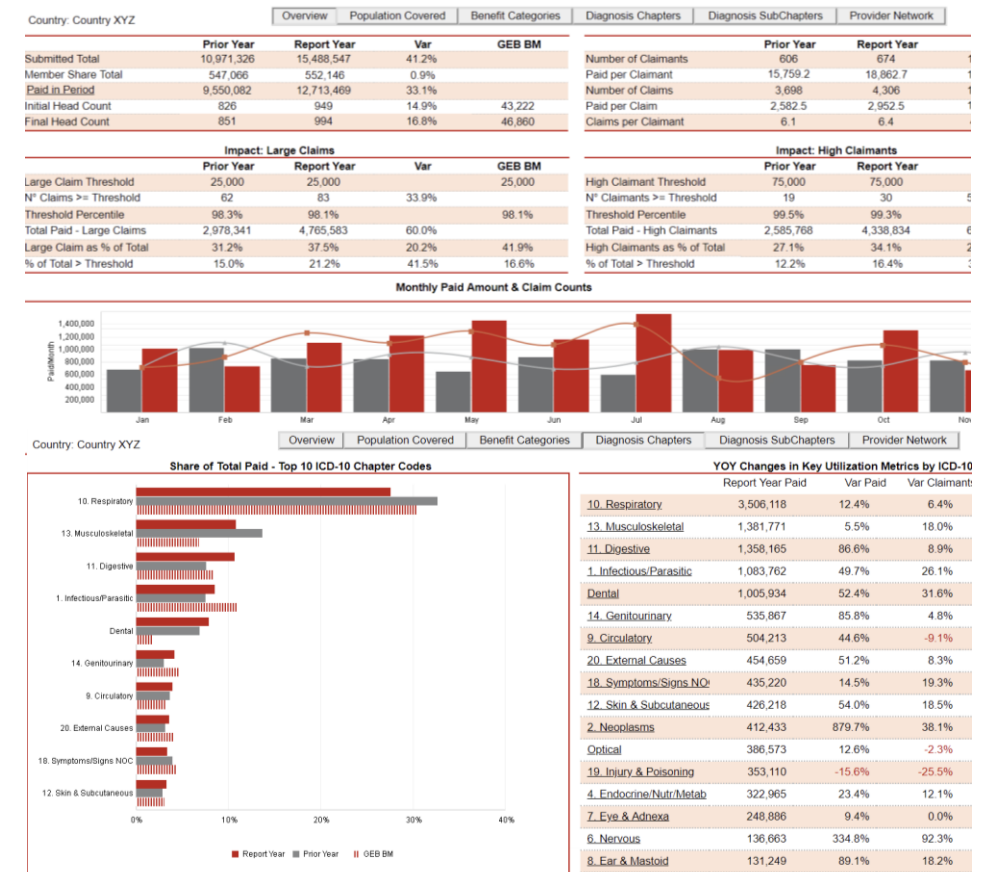 Country: Country XYZ
Overview Population Covered Benefit Categories Diagnosis Chapters Diagnosis SubChapters Provider Network
Prior Year Report Year Var GEB BM
Submitted Total 10,971,326 15,488,547 41.2%
Member Share Total 547,066 552,146 0.9%
Paid in Period 9,550,082 12,713,469 33.1%
Initial Head Count 826 949 14.9% 43,222
Final Head Count 851 994 16.8% 46,860
Prior Year Report Year
Number of Claimants 606 674
Paid per Claimant 15,759.2 18,862.7
Number of Claims 3,698 4,306
Paid per Claim 2,582.5 2,952.5
Claims per Claimant 6.1 6.4
Impact: Large Claims
Prior Year Report Year Var GEB BM
Large Claim Threshold 25,000 25,000 25,000
N° Claims >= Threshold 62 83 33.9%
Threshold Percentile 98.3% 98.1% 98.1%
Total Paid - Large Claims 2,978,341 4,765,583 60.0%
Large Claim as % of Total 31.2% 37.5% 20.2% 41.9%
% of Total > Threshold 15.0% 21.2% 41.5% 16.6%
Impact: High Claimants
Prior Year Report Year
High Claimant Threshold 75,000 75,000
N° Claimants >= Threshold 19 30
Threshold Percentile 99.5% 99.3%
Total Paid - High Claimants 2,585,768 4,338,834
High Claimants as % of Total 27.1% 34.1%
% of Total > Threshold 12.2% 16.4%
Monthly Paid Amount & Claim Counts
Paid/Month
1,400,000
1,200,000
1,000,000
800,000
600,000
400,000
200,000
Jan Feb Mar Apr May Jun Jul Aug Sep Oct Nov
Country: Country XYZ
Overview Population Covered Benefit Categories Diagnosis Chapters Diagnosis SubChapters Provider Network
Share of Total Paid - Top 10 ICD-10 Chapter Codes
10. Respiratory
13. Musculoskeletal
11. Digestive
1. Infectious/Parasitic
Dental
14. Genitourinary
9. Circulatory
20. External Causes
18. Symptoms/Signs NOC
12. Skin & Subcutaneous
0% 10% 20% 30% 40%
Report Year Prior Year GEB BM
YOY Changes in Key Utilization Metrics by ICD-10
Report Year Paid Var Paid Var Claimants
10. Respiratory 3,506,118 12.4% 6.4%
13. Musculoskeletal 1,381,771 5.5% 18.0%
11. Digestive 1,358,165 86.6% 8.9%
1. Infectious/Parasitic 1,083,762 49.7% 26.1%
Dental 1,005,934 52.4% 31.6%
14. Genitourinary 535,867 85.8% 4.8%
9. Circulatory 504,213 44.6% -9.1%
20. External Causes 454,659 51.2% 8.3%
18. Symptoms/Signs NO 435,220 14.5% 19.3%
12. Skin & Subcutaneous 426,218 54.0% 18.5%
2. Neoplasms 412,433 879.7% 38.1%
Optical 386,573 12.6% -2.3%
19. Injury & Poisoning 353,110 -15.6% -25.5%
4. Endocrine/Nutr/Metab 322,965 23.4% 12.1%
7. Eye & Adnexa 248,886 9.4% 0.0%
6. Nervous 136,663 334.8% 92.3%
8. Ear & Mastoid 131,249 89.1% 18.2%